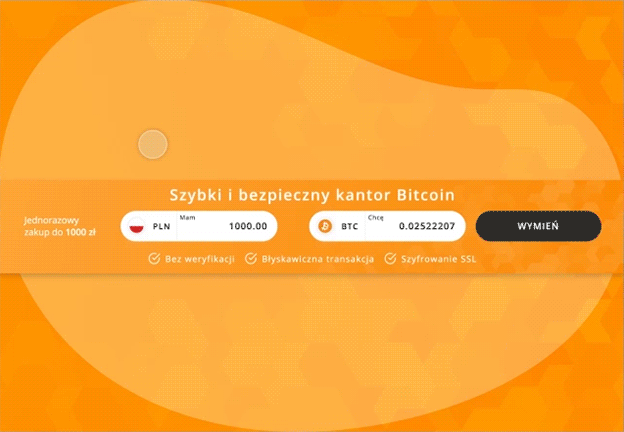 Szybki i bezpieczny kantor Bitcoin
Jednorazowy
zakup do 1000 zł
PLN
Mam
1000.00
BTC
Chcę
0.02522207
WYMIEŃ
Bez weryfikacji
Błyskawiczna transakcja
Szyfrowanie SSL